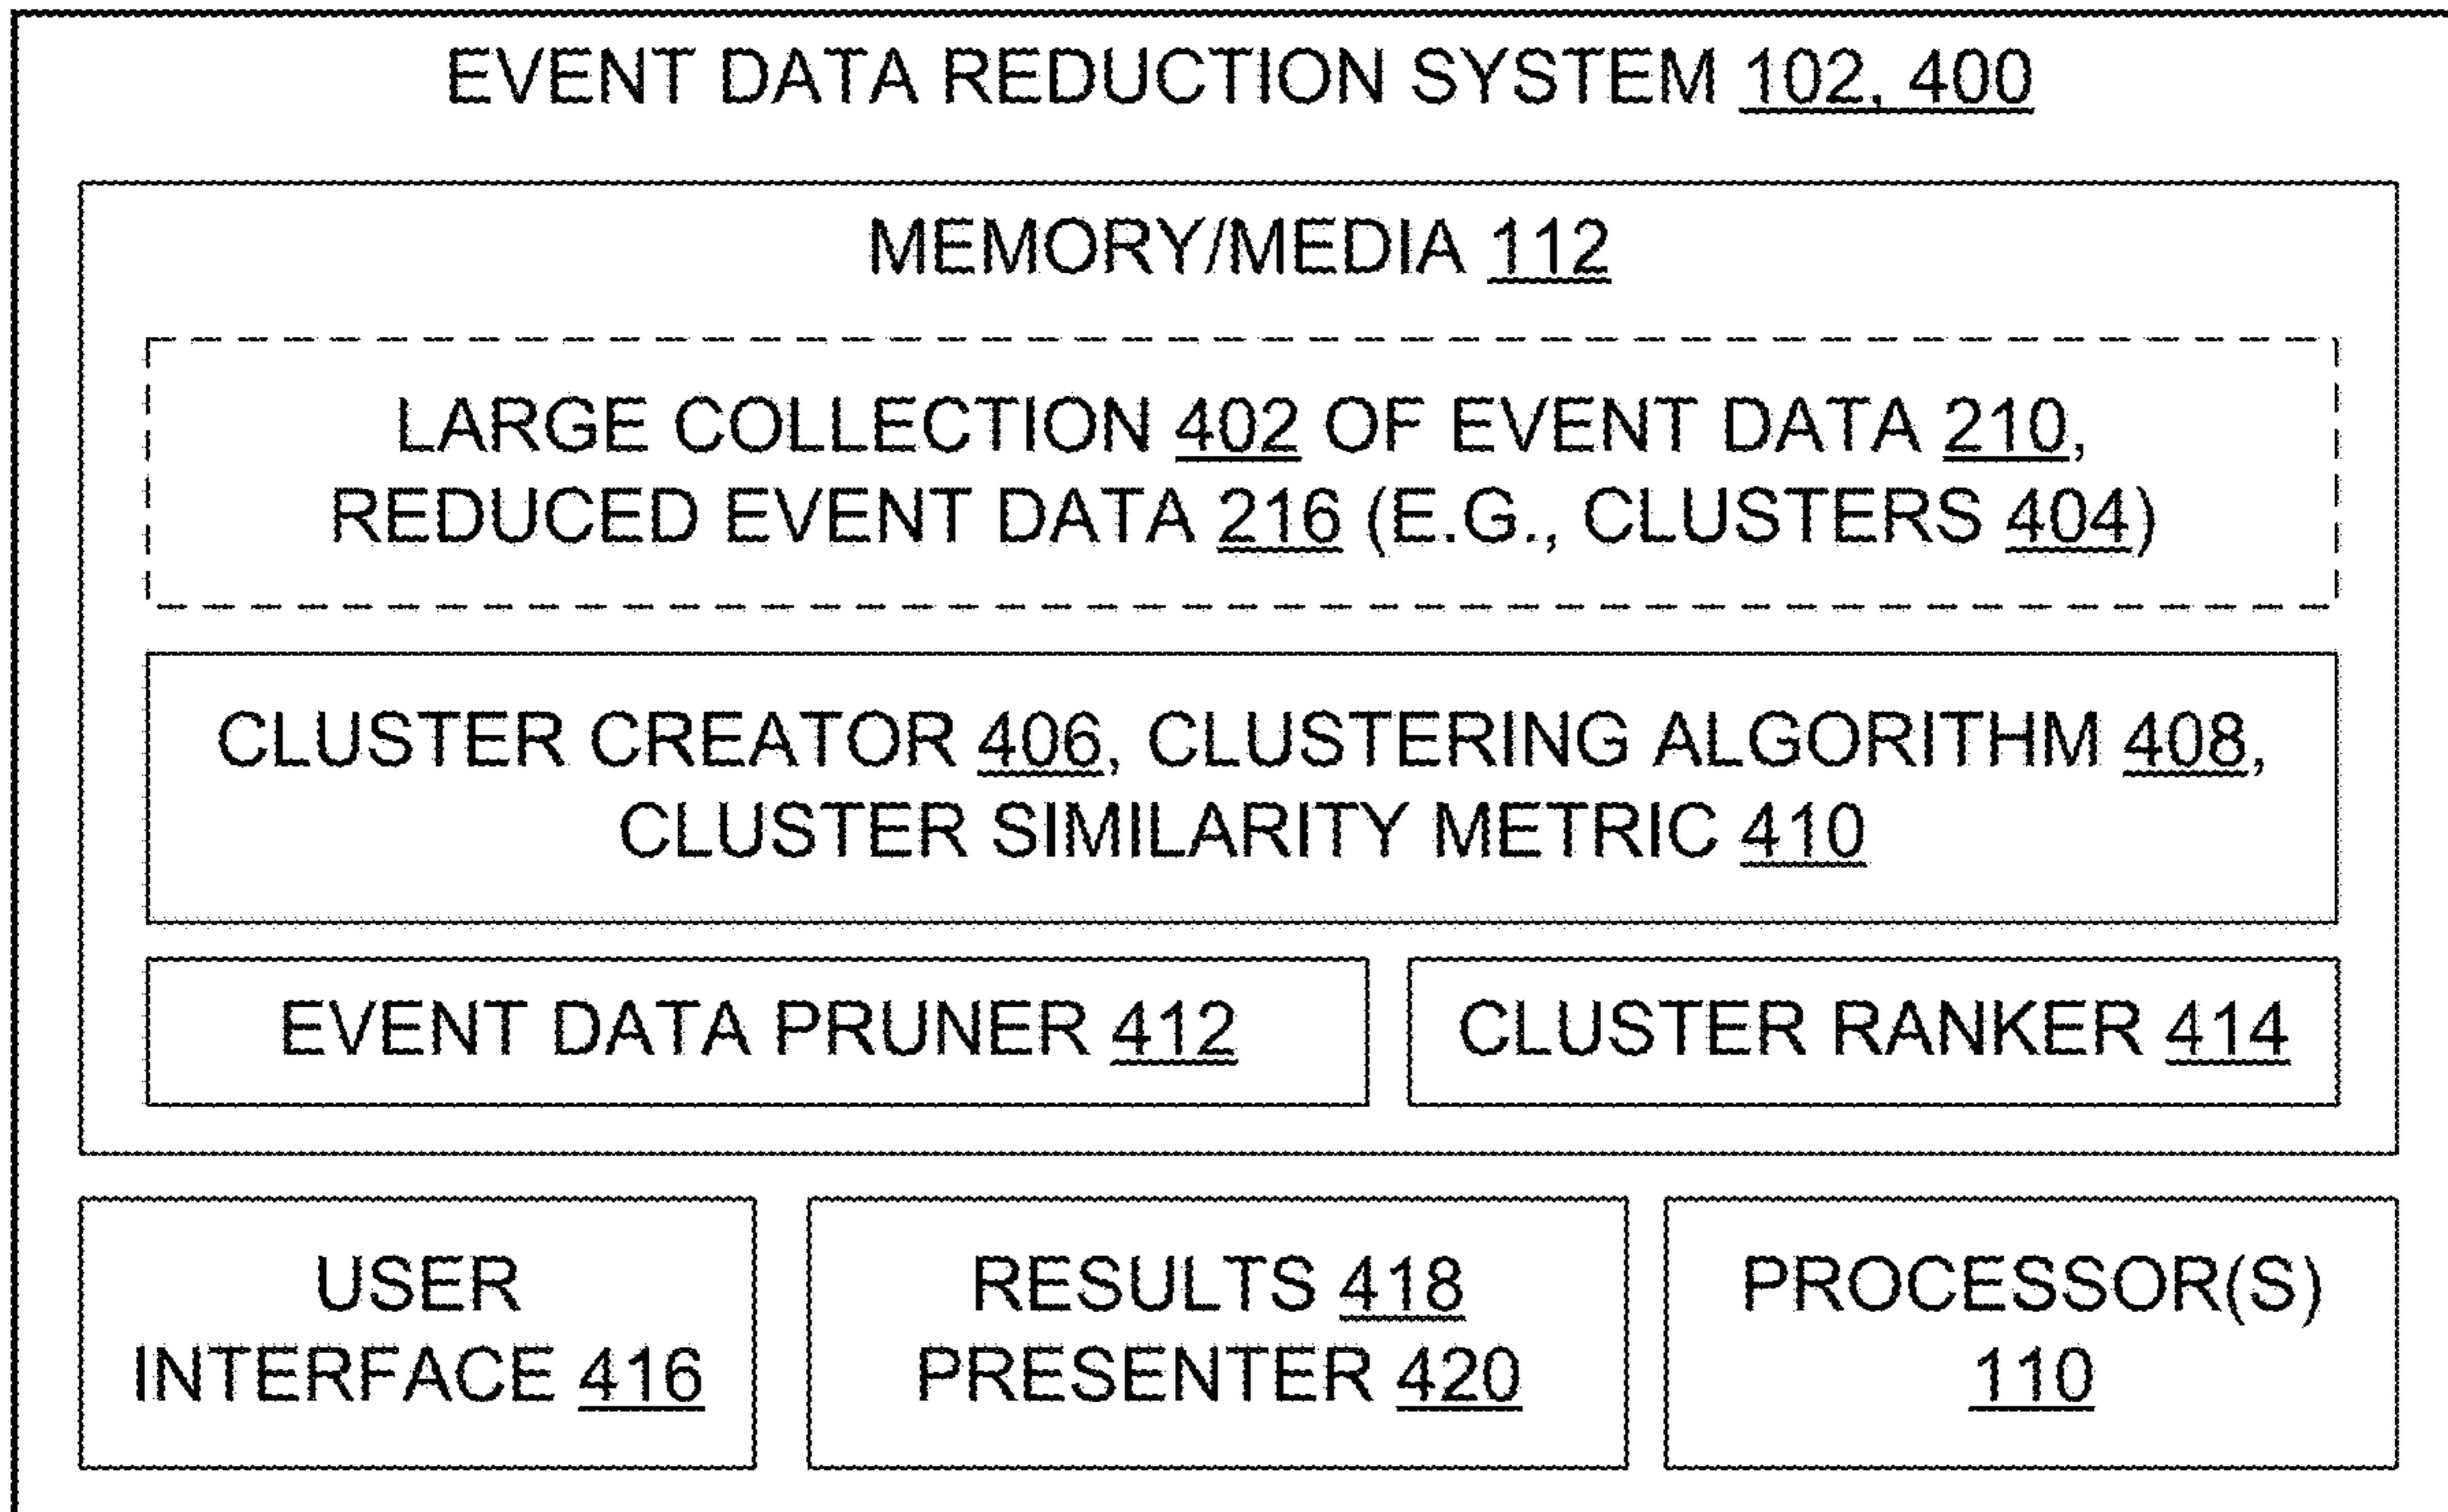 EVENT DATA REDUCTION SYSTEM 102, 400
MEMORY/MEDIA 112
LARGE COLLECTION 402 OF EVENT DATA 210,
REDUCED EVENT DATA 216 (E.G., CLUSTERS 404)
CLUSTER CREATOR 406, CLUSTERING ALGORITHM 408,
CLUSTER SIMILARITY METRIC 410
EVENT DATA PRUNER 412
CLUSTER RANKER 414
USER
INTERFACE 416
RESULTS 418
PRESENTER 420
PROCESSOR(S)
110